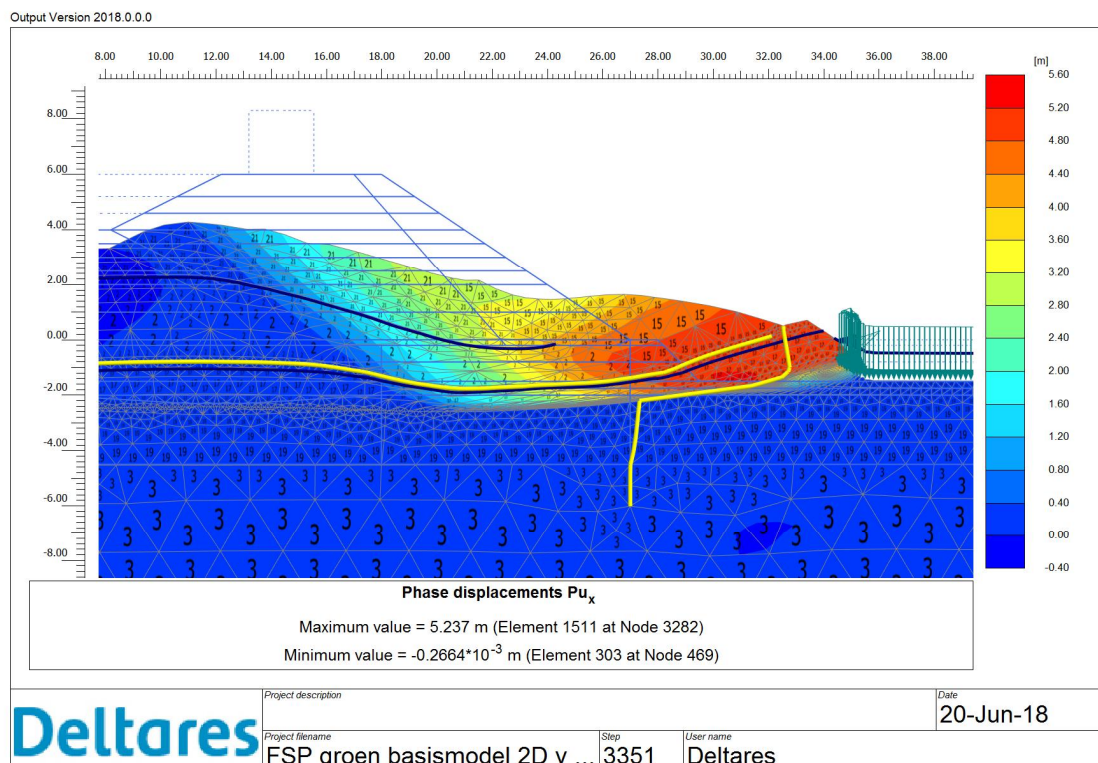 Output Version 2018.0.0.0
8.00 10.00 12.00 14.00 16.00 18.00 20.00 22.00 24.00 26.00 28.00 30.00 32.00 34.00 36.00 38.00
[m]
8.00
6.00
4.00
2.00
0.00
-2.00
-4.00
-6.00
-8.00
5.60
5.20
4.80
4.40
4.00
3.60
3.20
2.80
2.40
2.00
1.60
1.20
0.80
0.40
0.00
-0.40
Phase displacements Pux
Maximum value = 5.237 m (Element 1511 at Node 3282)
Minimum value = -0.2664*10-3 m (Element 303 at Node 469)
Deltares
Project description
Date
20-Jun-18
Project filename
FSP groen basismodel 2D v ...
Step
3351
User name
Deltares